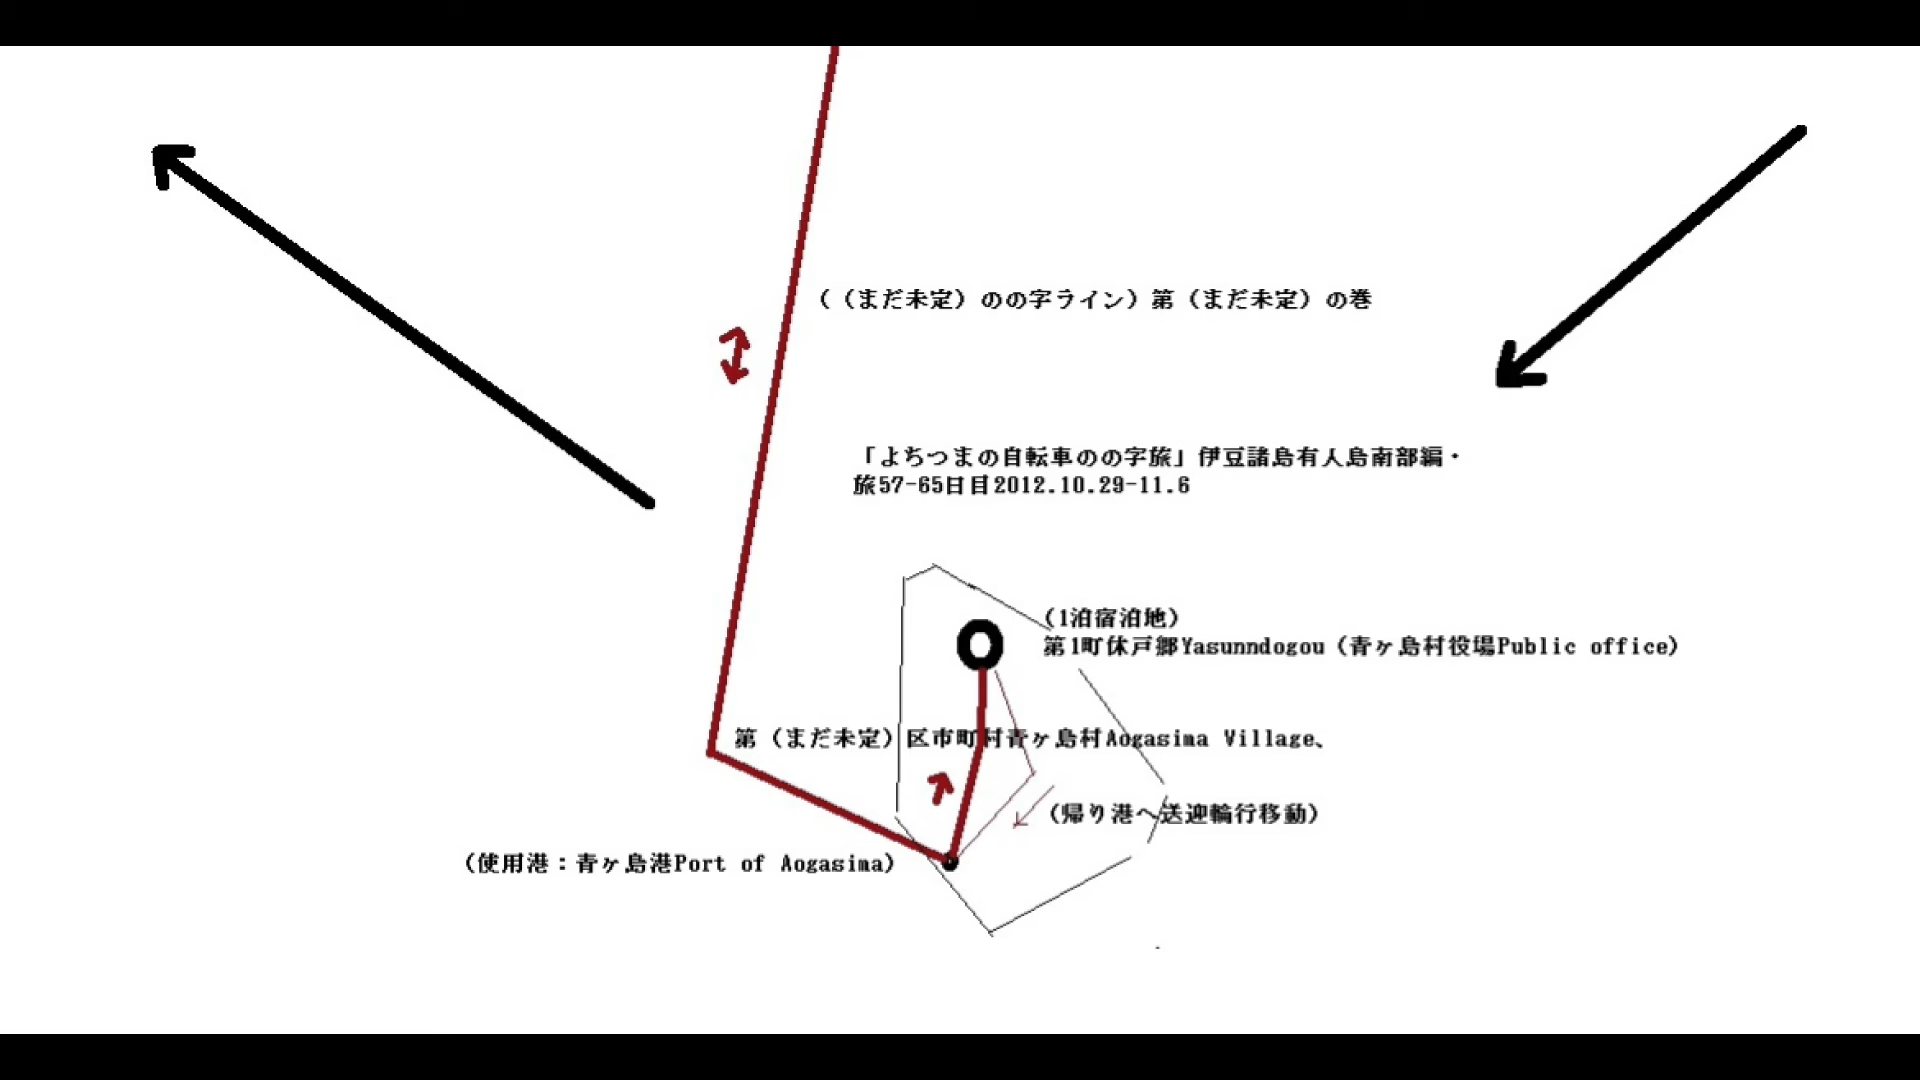 （（まだ未定）のの字ライン）第（まだ未定）の巻
「よちつまの自転車のの字旅」伊豆諸島有人島南部編・
旅57-65日目2012.10.29-11.6
（1泊宿泊地）
第1町休戸郷Yasunndogou（青ヶ島村役場Public office）
第（まだ未定）区市町村青ヶ島村Aogasima Village、
（帰り港へ送迎輪行移動）
（使用港：青ヶ島港Port of Aogasima）